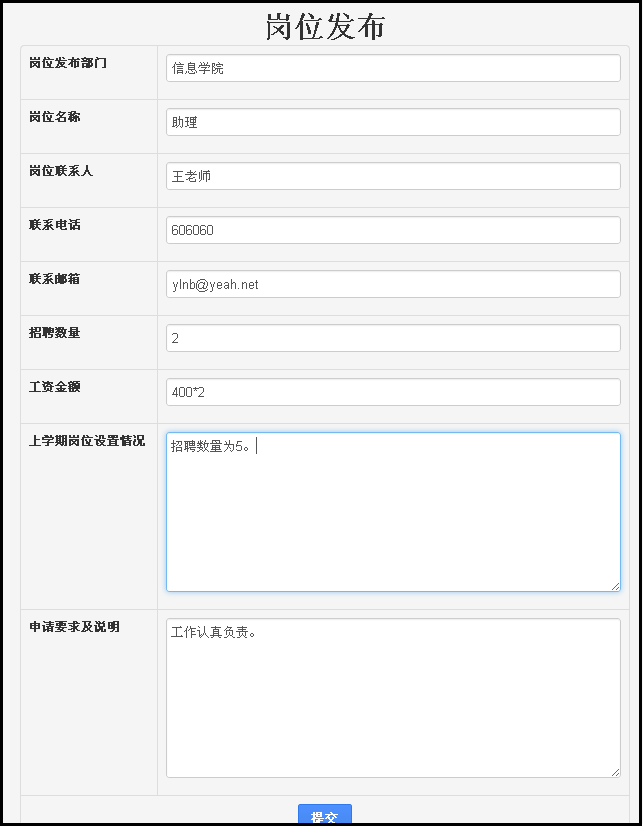 岗位发布
岗位发布部门
信息学院
岗位名称
助理
岗位联系人
王老师
联系电话
606060
联系邮箱
ylnb@yeah.net
招聘数量
2
工资金额
400*2
上学期岗位设置情况
招聘数量为5。
申请要求及说明
工作认真负责。
提交